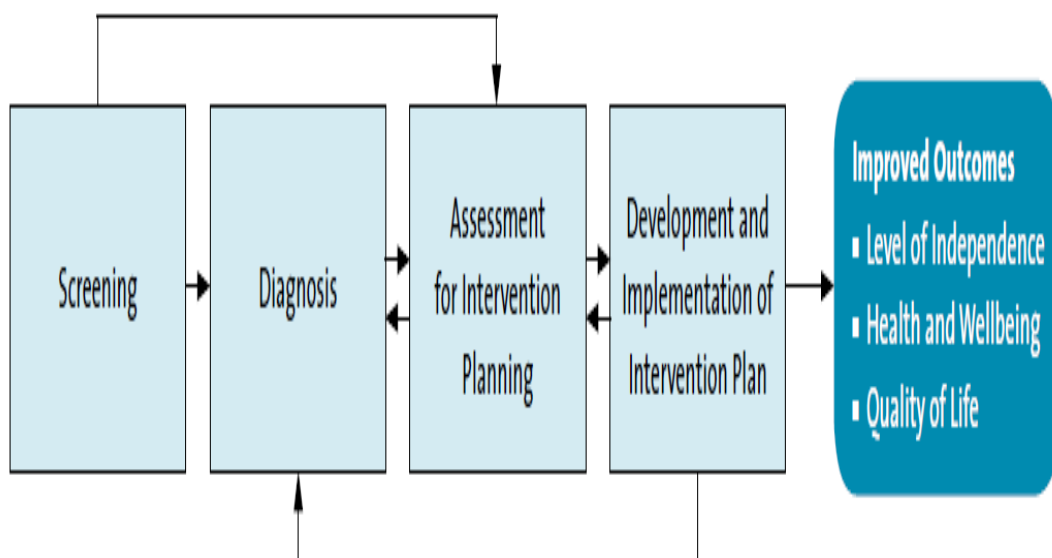 Screening
Diagnosis
Assessment
for Intervention
Planning
Development and
Implementation of
Intervention Plan
Improved Outcomes
▪ Level of Independence
▪ Health and Wellbeing
▪ Quality of Life